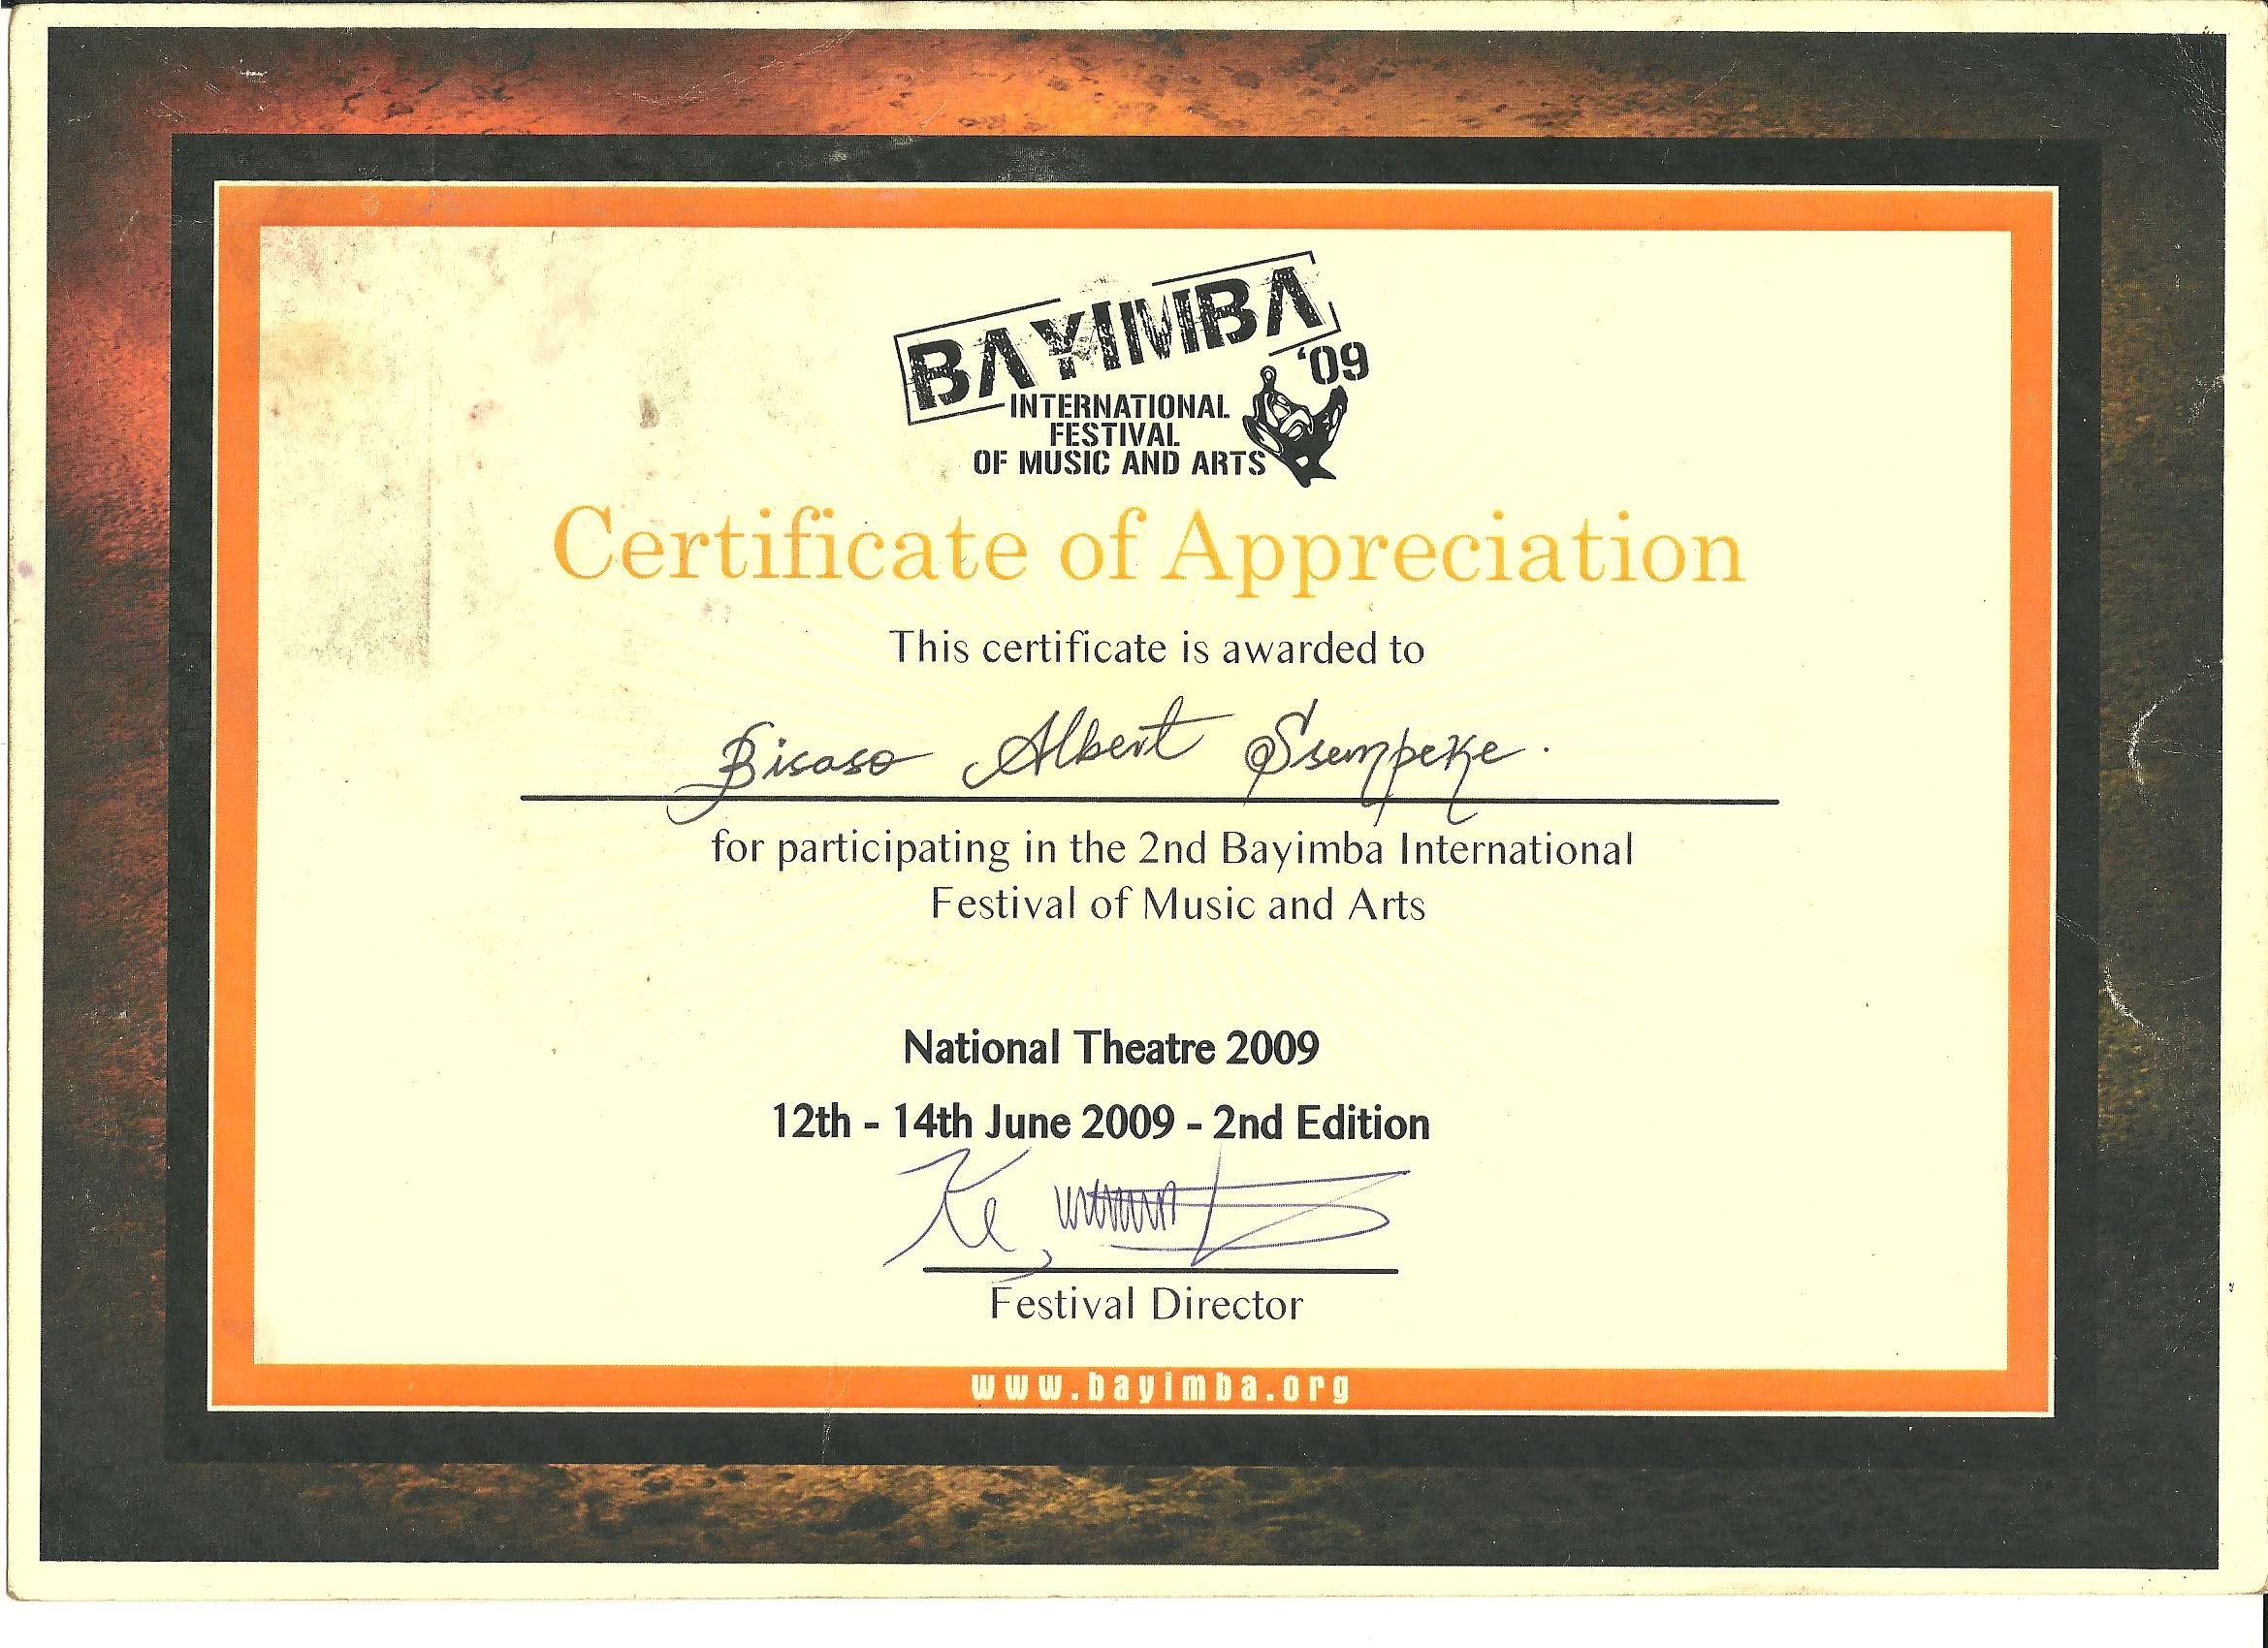 BAYIMBA
'09
INTERNATIONAL
FESTIVAL
OF MUSIC AND ARTS
Certificate of Appreciation
This certificate is awarded to
Bisaso Albert Ssempeke.
for participating in the 2nd Bayimba International
Festival of Music and Arts
National Theatre 2009
12th - 14th June 2009 - 2nd Edition
Festival Director
www.bayimba.org